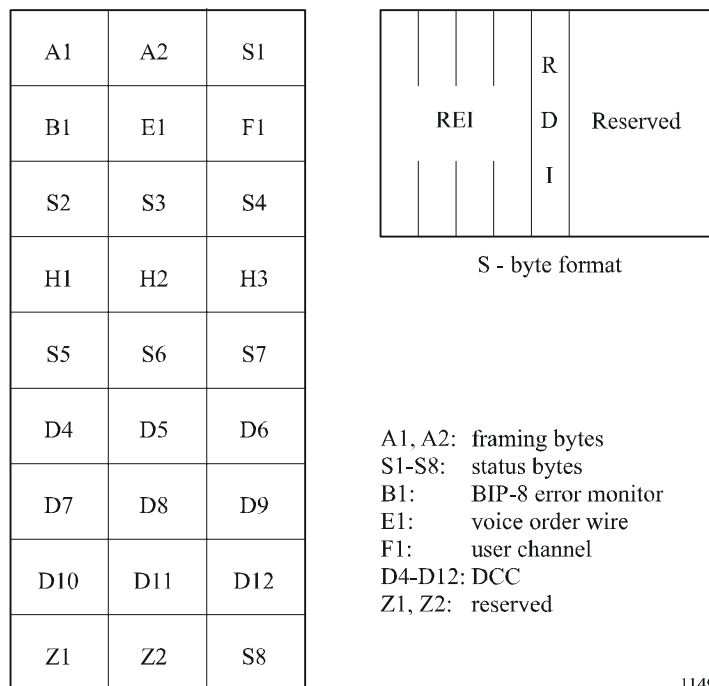 A1 A2 S1
B1 E1 F1
S2 S3 S4
H1 H2 H3
S5 S6 S7
D4 D5 D6
D7 D8 D9
D10 D11 D12
Z1 Z2 S8
REI
R
D
I
Reserved
S - byte format
A1, A2: framing bytes
S1-S8: status bytes
B1: BIP-8 error monitor
E1: voice order wire
F1: user channel
D4-D12: DCC
Z1, Z2: reserved
1149